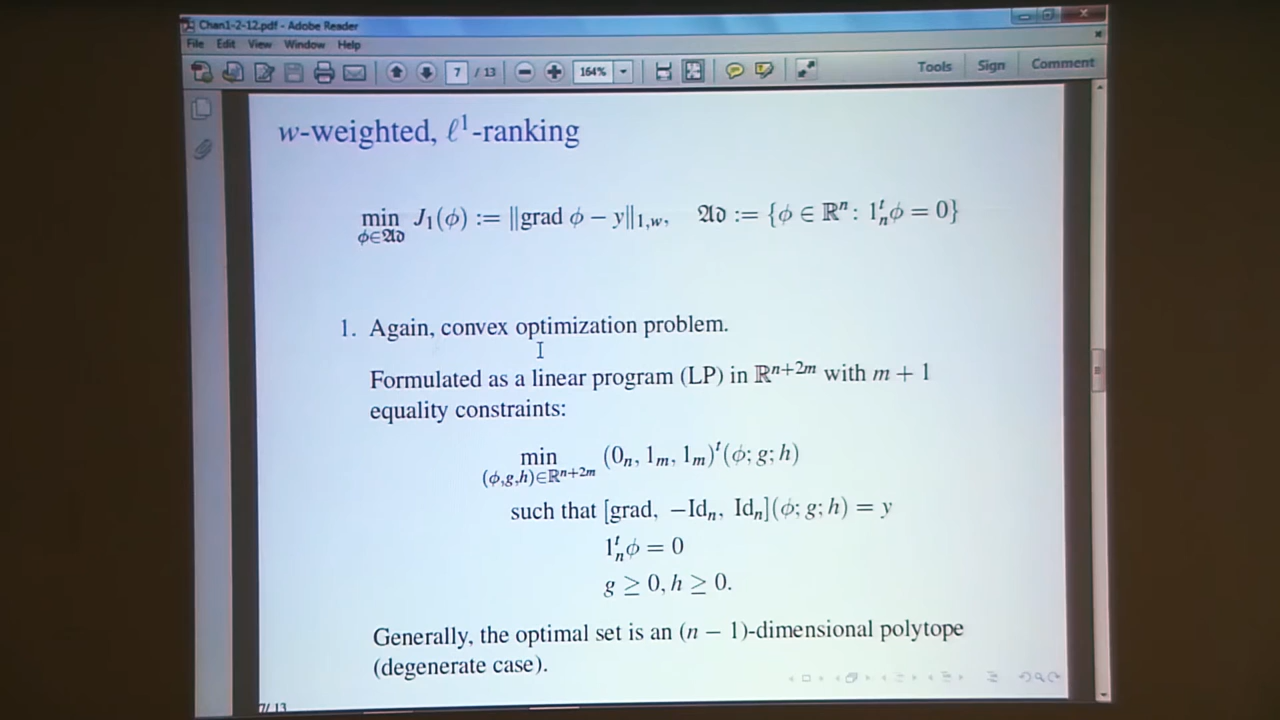 Chan1-2-12.pdf - Adobe Reader
File Edit View Window Help
7 / 13 164% Tools Sign Comment
w-weighted, ℓ¹-ranking
min J₁(ϕ) := ‖grad ϕ − y‖₁,w, 𝔄𝔡 := {ϕ ∈ ℝⁿ : 1ₙᵗϕ = 0}
ϕ∈𝔄𝔡
1. Again, convex optimization problem.
Formulated as a linear program (LP) in ℝⁿ⁺²ᵐ with m + 1
equality constraints:
min (0ₙ, 1ₘ, 1ₘ)ᵗ(ϕ; g; h)
(ϕ,g,h)∈ℝⁿ⁺²ᵐ
such that [grad, −Idₙ, Idₙ](ϕ; g; h) = y
1ₙᵗϕ = 0
g ≥ 0, h ≥ 0.
Generally, the optimal set is an (n − 1)-dimensional polytope
(degenerate case).
7/13